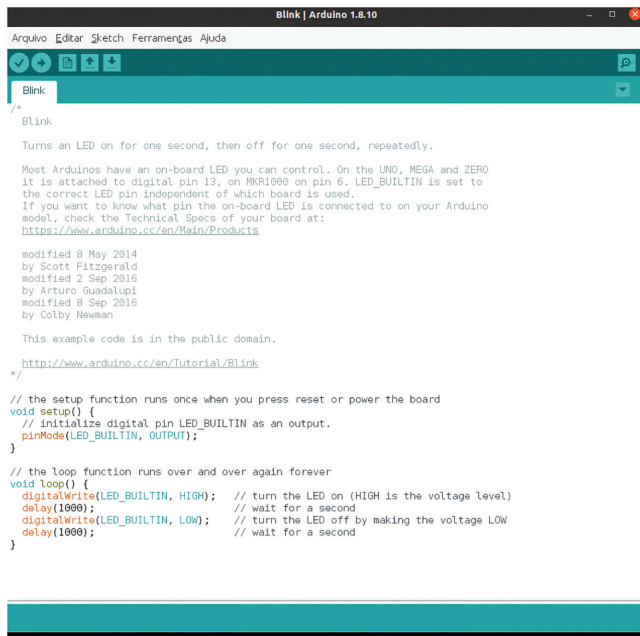 Blink | Arduino 1.8.10
Arquivo Editar Sketch Ferramentas Ajuda
Blink
/*
  Blink

  Turns an LED on for one second, then off for one second, repeatedly.

  Most Arduinos have an on-board LED you can control. On the UNO, MEGA and ZERO
  it is attached to digital pin 13, on MKR1000 on pin 6. LED_BUILTIN is set to
  the correct LED pin independent of which board is used.
  If you want to know what pin the on-board LED is connected to on your Arduino
  model, check the Technical Specs of your board at:
  https://www.arduino.cc/en/Main/Products

  modified 8 May 2014
  by Scott Fitzgerald
  modified 2 Sep 2016
  by Arturo Guadalupi
  modified 8 Sep 2016
  by Colby Newman

  This example code is in the public domain.

  http://www.arduino.cc/en/Tutorial/Blink
*/

// the setup function runs once when you press reset or power the board
void setup() {
  // initialize digital pin LED_BUILTIN as an output.
  pinMode(LED_BUILTIN, OUTPUT);
}

// the loop function runs over and over again forever
void loop() {
  digitalWrite(LED_BUILTIN, HIGH);   // turn the LED on (HIGH is the voltage level)
  delay(1000);                       // wait for a second
  digitalWrite(LED_BUILTIN, LOW);    // turn the LED off by making the voltage LOW
  delay(1000);                       // wait for a second
}